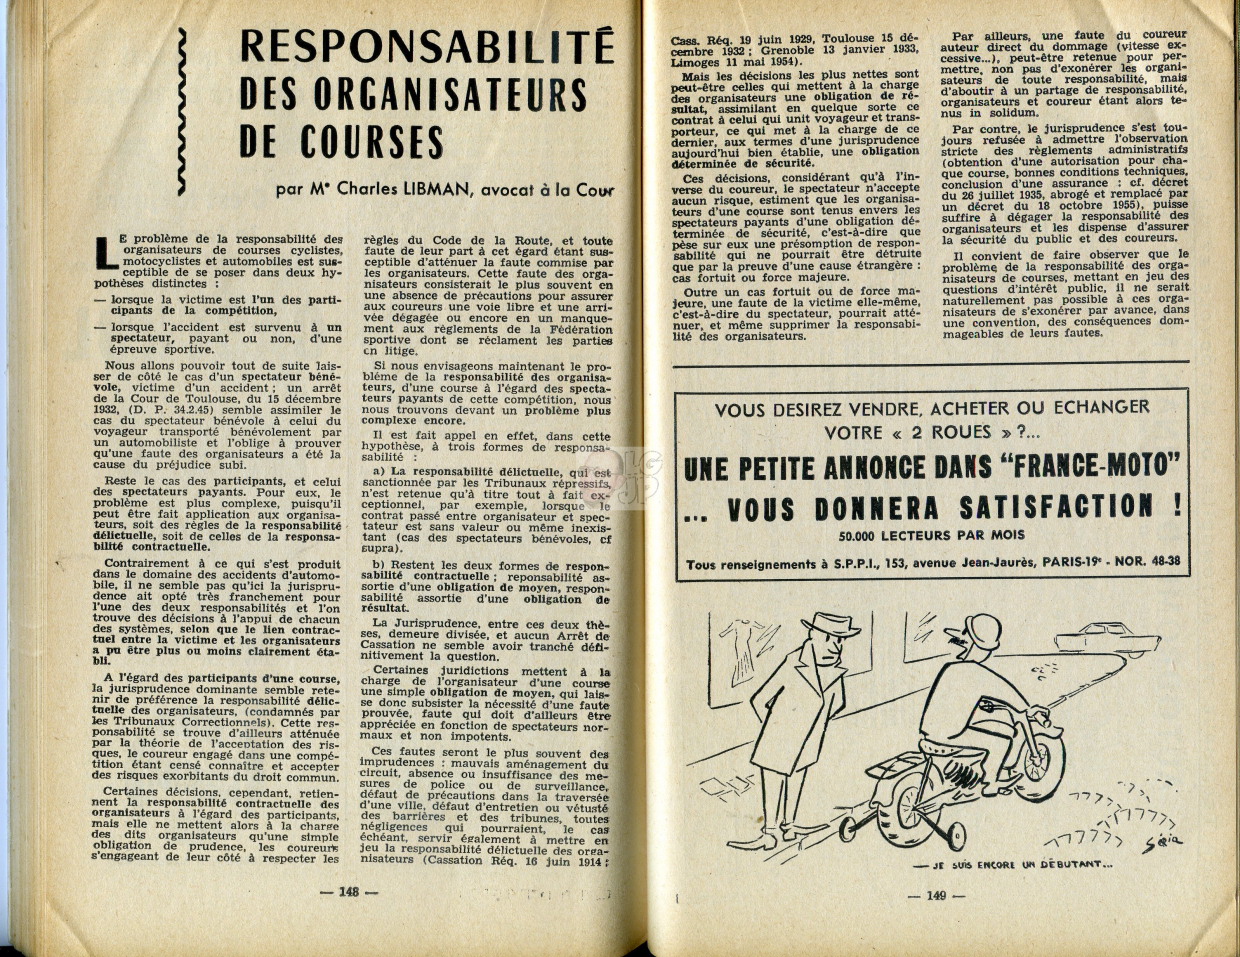 RESPONSABILITÉ
DES ORGANISATEURS
DE COURSES
par Me Charles LIBMAN, avocat à la Cour
LE problème de la responsabilité des
organisateurs de courses cyclistes,
motocyclistes et automobiles est sus-
ceptible de se poser dans deux hy-
pothèses distinctes :
— lorsque la victime est l'un des parti-
cipants de la compétition,
— lorsque l'accident est survenu à un
spectateur, payant ou non, d'une
épreuve sportive.
Nous allons pouvoir tout de suite lais-
ser de côté le cas d'un spectateur béné-
vole, victime d'un accident ; un arrêt
de la Cour de Toulouse, du 15 décembre
1932, (D. P. 34.2.45) semble assimiler le
cas du spectateur bénévole à celui du
voyageur transporté bénévolement par
un automobiliste et l'oblige à prouver
qu'une faute des organisateurs a été la
cause du préjudice subi.
Reste le cas des participants, et celui
des spectateurs payants. Pour eux, le
problème est plus complexe, puisqu'il
peut être fait application aux organisa-
teurs, soit des règles de la responsabilité
délictuelle, soit de celles de la responsa-
bilité contractuelle.
Contrairement à ce qui s'est produit
dans le domaine des accidents d'automo-
bile, il ne semble pas qu'ici la jurispru-
dence ait opté très franchement pour
l'une des deux responsabilités et l'on
trouve des décisions à l'appui de chacun
des systèmes, selon que le lien contrac-
tuel entre la victime et les organisateurs
a pu être plus ou moins clairement éta-
bli.
A l'égard des participants d'une course,
la jurisprudence dominante semble rete-
nir de préférence la responsabilité délic-
tuelle des organisateurs, (condamnés par
les Tribunaux Correctionnels). Cette res-
ponsabilité se trouve d'ailleurs atténuée
par la théorie de l'acceptation des ris-
ques, le coureur engagé dans une compé-
tition étant censé connaître et accepter
des risques exorbitants du droit commun.
Certaines décisions, cependant, retien-
nent la responsabilité contractuelle des
organisateurs à l'égard des participants,
mais elle ne mettent alors à la charge
des dits organisateurs qu'une simple
obligation de prudence, les coureurs
s'engageant de leur côté à respecter les
règles du Code de la Route, et toute
faute de leur part à cet égard étant sus-
ceptible d'atténuer la faute commise par
les organisateurs. Cette faute des orga-
nisateurs consisterait le plus souvent en
une absence de précautions pour assurer
aux coureurs une voie libre et une arri-
vée dégagée ou encore en un manque-
ment aux règlements de la Fédération
sportive dont se réclament les parties
en litige.
Si nous envisageons maintenant le pro-
blème de la responsabilité des organisa-
teurs, d'une course à l'égard des specta-
teurs payants de cette compétition, nous
nous trouvons devant un problème plus
complexe encore.
Il est fait appel en effet, dans cette
hypothèse, à trois formes de responsa-
sabilité :
a) La responsabilité délictuelle, qui est
sanctionnée par les Tribunaux répressifs,
n'est retenue qu'à titre tout à fait ex-
ceptionnel, par exemple, lorsque le
contrat passé entre organisateur et spec-
tateur est sans valeur ou même inexis-
tant (cas des spectateurs bénévoles, cf
supra).
b) Restent les deux formes de respon-
sabilité contractuelle ; reponsabilité as-
sortie d'une obligation de moyen, respon-
sabilité assortie d'une obligation de
résultat.
La Jurisprudence, entre ces deux thè-
ses, demeure divisée, et aucun Arrêt de
Cassation ne semble avoir tranché défi-
nitivement la question.
Certaines juridictions mettent à la
charge de l'organisateur d'une course
une simple obligation de moyen, qui lais-
se donc subsister la nécessité d'une faute
prouvée, faute qui doit d'ailleurs être
appréciée en fonction de spectateurs nor-
maux et non impotents.
Ces fautes seront le plus souvent des
imprudences : mauvais aménagement du
circuit, absence ou insuffisance des me-
sures de police ou de surveillance,
défaut de précautions dans la traversée
d'une ville, défaut d'entretien ou vétusté
des barrières et des tribunes, toutes
négligences qui pourraient, le cas
échéant, servir également à mettre en
jeu la responsabilité délictuelle des orga-
nisateurs (Cassation Réq. 16 juin 1914 ;
— 148 —
Cass. Réq. 19 juin 1929, Toulouse 15 dé-
cembre 1932 ; Grenoble 13 janvier 1933,
Limoges 11 mai 1954).
Mais les décisions les plus nettes sont
peut-être celles qui mettent à la charge
des organisateurs une obligation de ré-
sultat, assimilant en quelque sorte ce
contrat à celui qui unit voyageur et trans-
porteur, ce qui met à la charge de ce
dernier, aux termes d'une jurisprudence
aujourd'hui bien établie, une obligation
déterminée de sécurité.
Ces décisions, considérant qu'à l'in-
verse du coureur, le spectateur n'accepte
aucun risque, estiment que les organisa-
teurs d'une course sont tenus envers les
spectateurs payants d'une obligation dé-
terminée de sécurité, c'est-à-dire que
pèse sur eux une présomption de respon-
sabilité qui ne pourrait être détruite
que par la preuve d'une cause étrangère :
cas fortuit ou force majeure.
Outre un cas fortuit ou de force ma-
jeure, une faute de la victime elle-même,
c'est-à-dire du spectateur, pourrait atté-
nuer, et même supprimer la responsabi-
lité des organisateurs.
Par ailleurs, une faute du coureur
auteur direct du dommage (vitesse ex-
cessive...), peut-être retenue pour per-
mettre, non pas d'exonérer les organi-
sateurs de toute responsabilité, mais
d'aboutir à un partage de responsabilité,
organisateurs et coureur étant alors te-
nus in solidum.
Par contre, le jurisprudence s'est tou-
jours refusée à admettre l'observation
stricte des règlements administratifs
(obtention d'une autorisation pour cha-
que course, bonnes conditions techniques,
conclusion d'une assurance : cf. décret
du 26 juillet 1935, abrogé et remplacé par
un décret du 18 octobre 1955), puisse
suffire à dégager la responsabilité des
organisateurs et les dispense d'assurer
la sécurité du public et des coureurs.
Il convient de faire observer que le
problème de la responsabilité des orga-
nisateurs de courses, mettant en jeu des
questions d'intérêt public, il ne serait
naturellement pas possible à ces orga-
nisateurs de s'exonérer par avance, dans
une convention, des conséquences dom-
mageables de leurs fautes.
VOUS DESIREZ VENDRE, ACHETER OU ECHANGER
VOTRE « 2 ROUES » ?...
UNE PETITE ANNONCE DANS "FRANCE-MOTO"
... VOUS DONNERA SATISFACTION !
50.000 LECTEURS PAR MOIS
Tous renseignements à S.P.P.I., 153, avenue Jean-Jaurès, PARIS-19e - NOR. 48-38
— JE SUIS ENCORE UN DÉBUTANT...
— 149 —